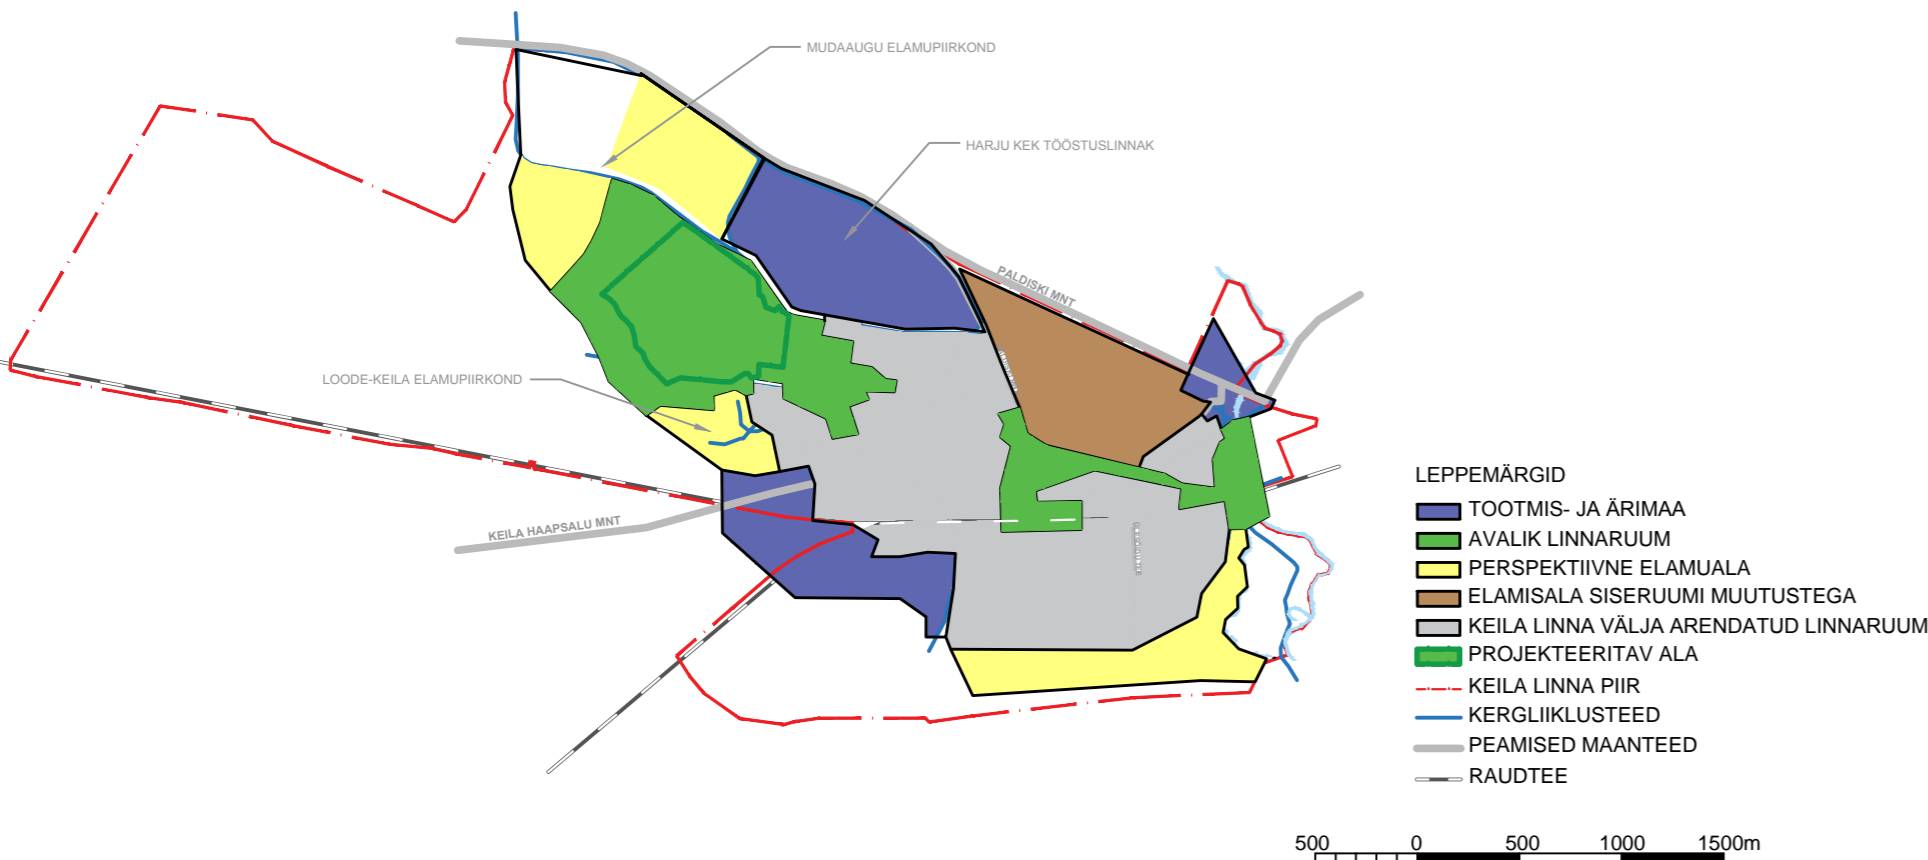 MUDAAUGU ELAMUPIIRKOND
HARJU KEK TÖÖSTUSLINNAK
PALDISKI MNT
LOODE-KEILA ELAMUPIIRKOND
KEILA HAAPSALU MNT
LEPPEMÄRGID
TOOTMIS- JA ÄRIMAA
AVALIK LINNARUUM
PERSPEKTIIVNE ELAMUALA
ELAMISALA SISERUUMI MUUTUSTEGA
KEILA LINNA VÄLJA ARENDATUD LINNARUUM
PROJEKTEERITAV ALA
KEILA LINNA PIIR
KERGLIIKLUSTEED
PEAMISED MAANTEED
RAUDTEE
500 0 500 1000 1500m